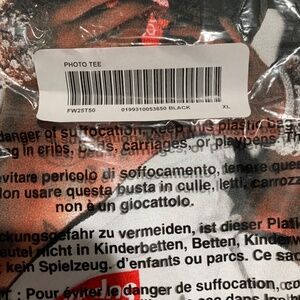 PHOTO TEE
FW25T50 0199310053650 BLACK XL
danger of suffocation, keep this plastic bag
in cribs, beds, carriages, or playpens. Th
evitare pericolo di soffocamento, tenere ques
Non usare questa busta in culle, letti, carrozz
non è un giocattolo.
ckungsgefahr zu vermeiden, ist dieser Plati
eutel nicht in Kinderbetten, Betten, Kinderw
t kein Spielzeug. d'enfants ou parcs. Ce sac
: Pour éviter le danger de suffocation, co